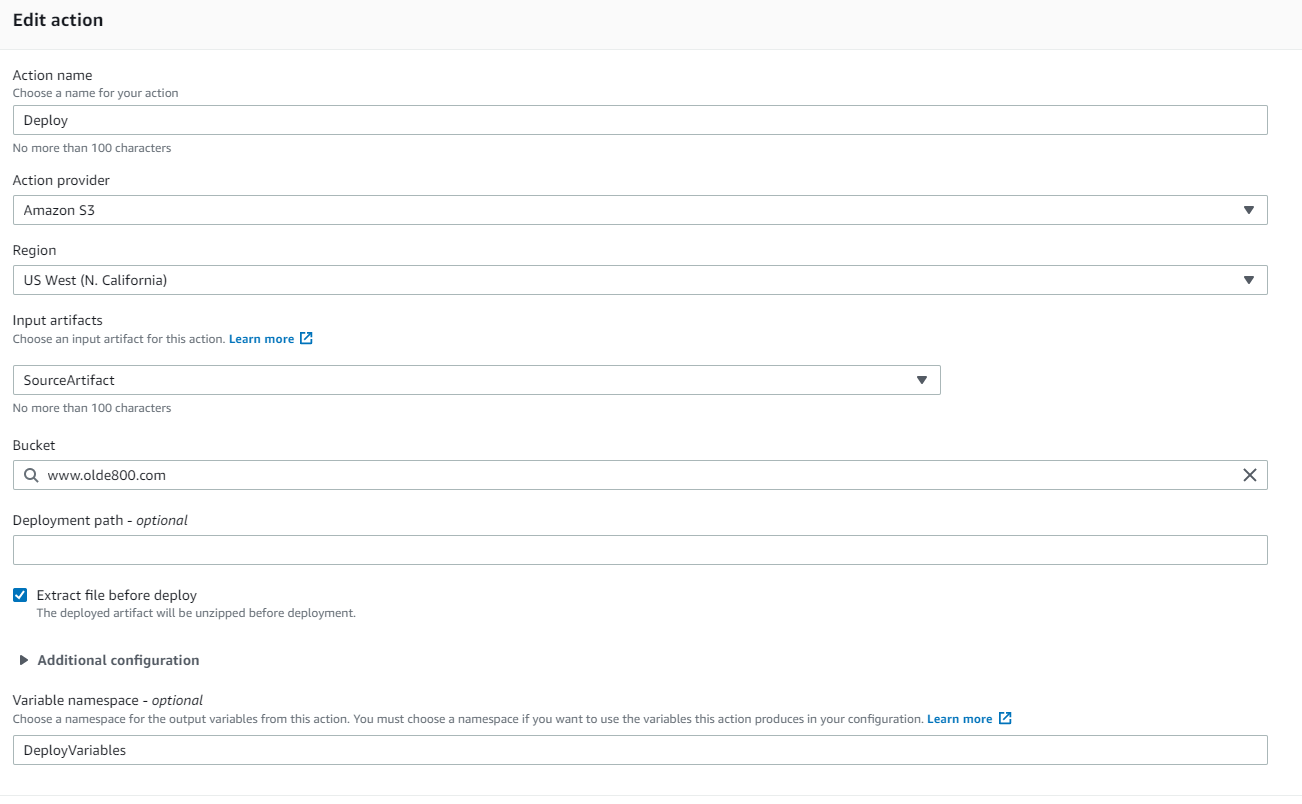 Edit action
Action name
Choose a name for your action
Deploy
No more than 100 characters
Action provider
Amazon S3
Region
US West (N. California)
Input artifacts
Choose an input artifact for this action. Learn more
SourceArtifact
No more than 100 characters
Bucket
www.olde800.com
Deployment path - optional
Extract file before deploy
The deployed artifact will be unzipped before deployment.
Additional configuration
Variable namespace - optional
Choose a namespace for the output variables from this action. You must choose a namespace if you want to use the variables this action produces in your configuration. Learn more
DeployVariables